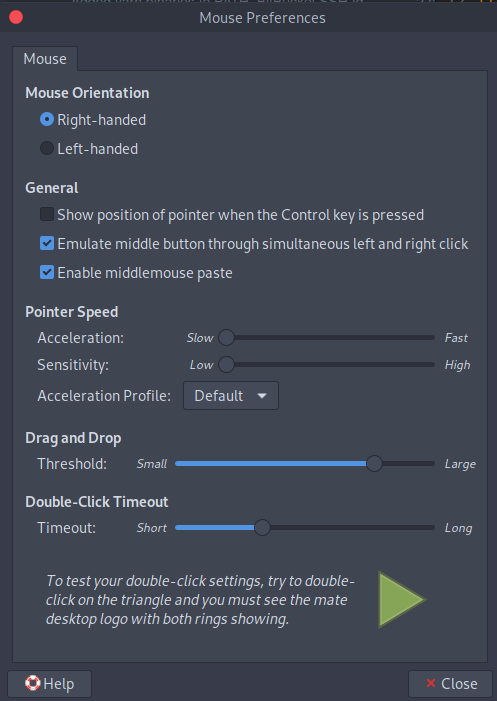 Mouse Preferences
Mouse
Mouse Orientation
Right-handed
Left-handed
General
Show position of pointer when the Control key is pressed
Emulate middle button through simultaneous left and right click
Enable middlemouse paste
Pointer Speed
Acceleration: Slow Fast
Sensitivity: Low High
Acceleration Profile: Default
Drag and Drop
Threshold: Small Large
Double-Click Timeout
Timeout: Short Long
To test your double-click settings, try to double-
click on the triangle and you must see the mate
desktop logo with both rings showing.
Help Close